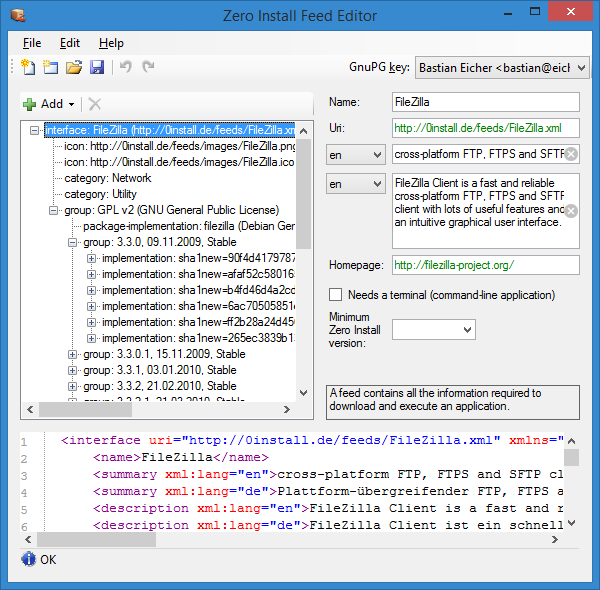 Zero Install Feed Editor
File Edit Help
GnuPG key: Bastian Eicher <bastian@eich
Add
interface: FileZilla (http://0install.de/feeds/FileZilla.xm
icon: http://0install.de/feeds/images/FileZilla.png
icon: http://0install.de/feeds/images/FileZilla.ico
category: Network
category: Utility
group: GPL v2 (GNU General Public License)
package-implementation: filezilla (Debian Gen
group: 3.3.0, 09.11.2009, Stable
implementation: sha1new=90f4d4179787
implementation: sha1new=afaf52c580165
implementation: sha1new=b4fd46d4a2cd
implementation: sha1new=6ac70505851e
implementation: sha1new=ff2b28a24d450
implementation: sha1new=265ec3839b13
group: 3.3.0.1, 15.11.2009, Stable
group: 3.3.1, 03.01.2010, Stable
group: 3.3.2, 21.02.2010, Stable
Name: FileZilla
Uri: http://0install.de/feeds/FileZilla.xml
en cross-platform FTP, FTPS and SFTP
en FileZilla Client is a fast and reliable
cross-platform FTP, FTPS and SFTP
client with lots of useful features and
an intuitive graphical user interface.
Homepage: http://filezilla-project.org/
Needs a terminal (command-line application)
Minimum
Zero Install
version:
A feed contains all the information required to
download and execute an application.
1 <interface uri="http://0install.de/feeds/FileZilla.xml" xmlns="
2 <name>FileZilla</name>
3 <summary xml:lang="en">cross-platform FTP, FTPS and SFTP cl
4 <summary xml:lang="de">Plattform-übergreifender FTP, FTPS a
5 <description xml:lang="en">FileZilla Client is a fast and r
6 <description xml:lang="de">FileZilla Client ist ein schnell
OK